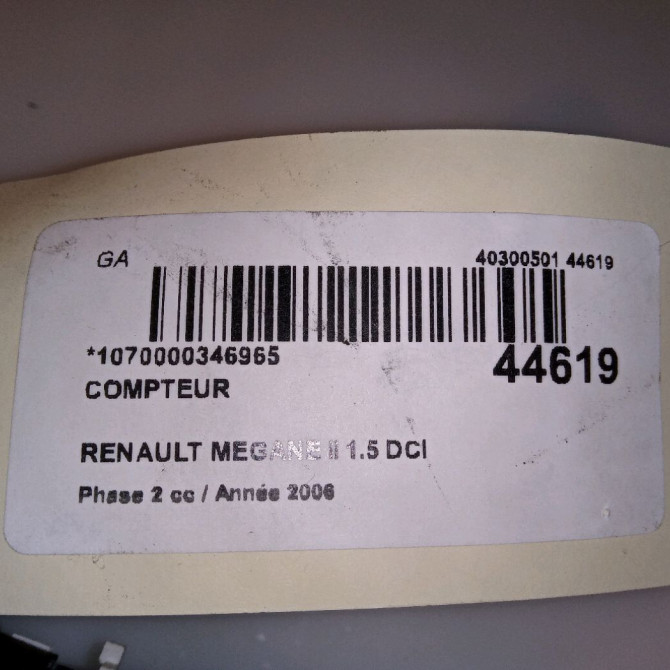 GA 40300501 44619
*1070000346965 44619
COMPTEUR
RENAULT MEGANE II 1.5 DCI
Phase 2 cc / Année 2006